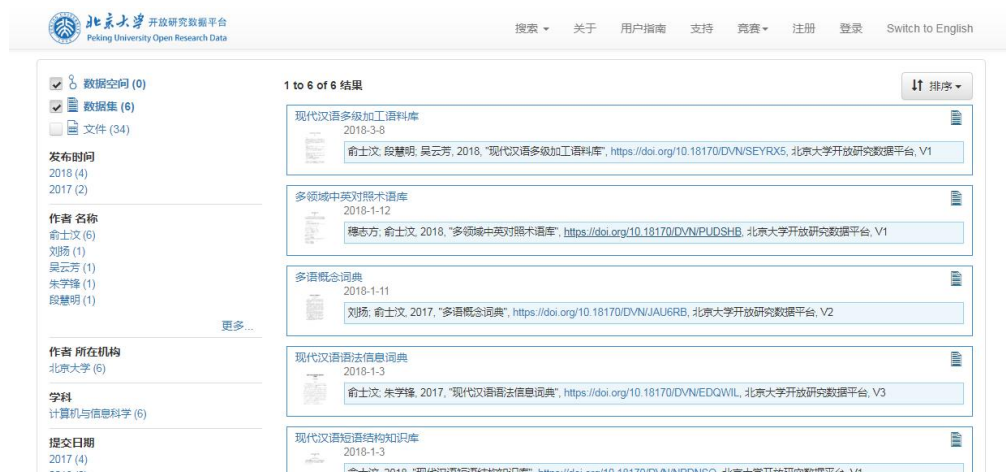 北京大学 开放研究数据平台
Peking University Open Research Data
搜索 关于 用户指南 支持 竞赛 注册 登录 Switch to English
数据空间 (0)
数据集 (6)
文件 (34)
发布时间
2018 (4)
2017 (2)
作者 名称
俞士汶 (6)
刘扬 (1)
吴云芳 (1)
朱学锋 (1)
段慧明 (1)
更多...
作者 所在机构
北京大学 (6)
学科
计算机与信息科学 (6)
提交日期
2017 (4)
1 to 6 of 6 结果
排序
现代汉语多级加工语料库
2018-3-8
俞士汶; 段慧明; 吴云芳, 2018, "现代汉语多级加工语料库", https://doi.org/10.18170/DVN/SEYRX5, 北京大学开放研究数据平台, V1
多领域中英对照术语库
2018-1-12
穗志方; 俞士汶, 2018, "多领域中英对照术语库", https://doi.org/10.18170/DVN/PUDSHB, 北京大学开放研究数据平台, V1
多语概念词典
2018-1-11
刘扬; 俞士汶, 2017, "多语概念词典", https://doi.org/10.18170/DVN/JAU6RB, 北京大学开放研究数据平台, V2
现代汉语语法信息词典
2018-1-3
俞士汶; 朱学锋, 2017, "现代汉语语法信息词典", https://doi.org/10.18170/DVN/EDQWIL, 北京大学开放研究数据平台, V3
现代汉语短语结构知识库
2018-1-3